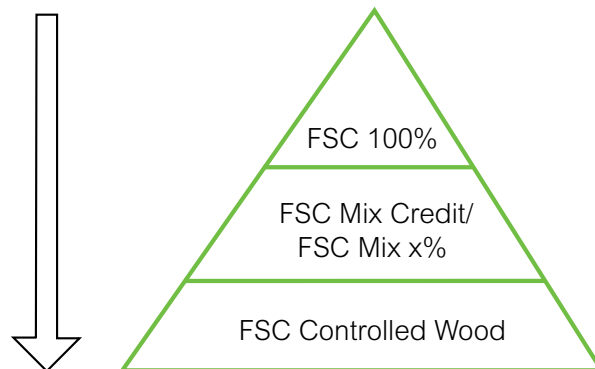 FSC 100%
FSC Mix Credit/
FSC Mix x%
FSC Controlled Wood